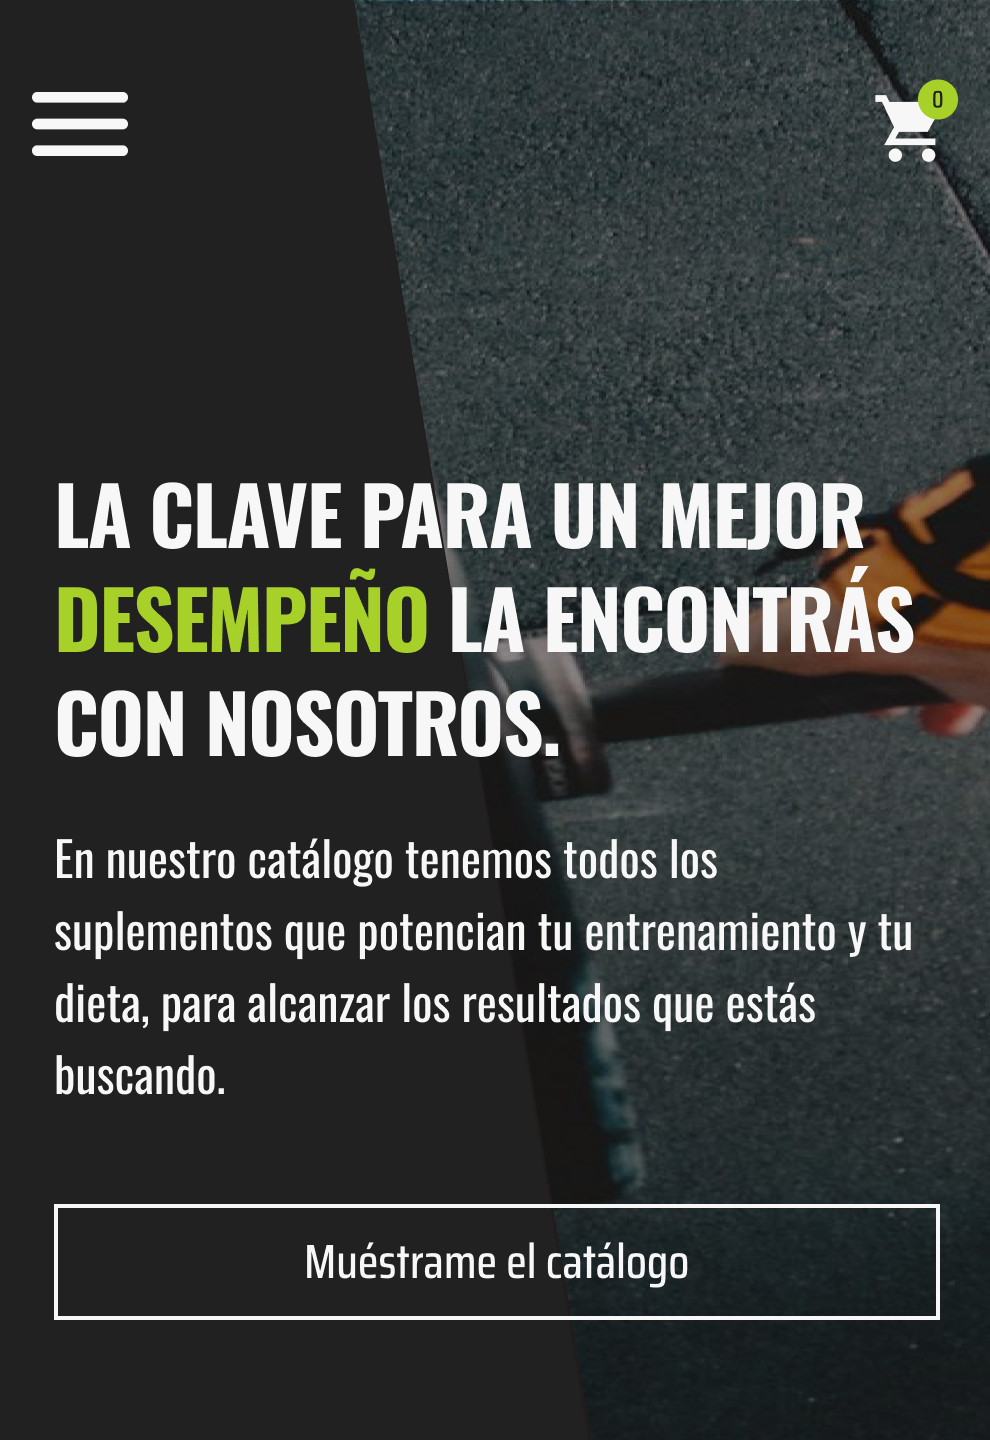 0
LA CLAVE PARA UN MEJOR
DESEMPEÑO LA ENCONTRÁS
CON NOSOTROS.
En nuestro catálogo tenemos todos los
suplementos que potencian tu entrenamiento y tu
dieta, para alcanzar los resultados que estás
buscando.
Muéstrame el catálogo